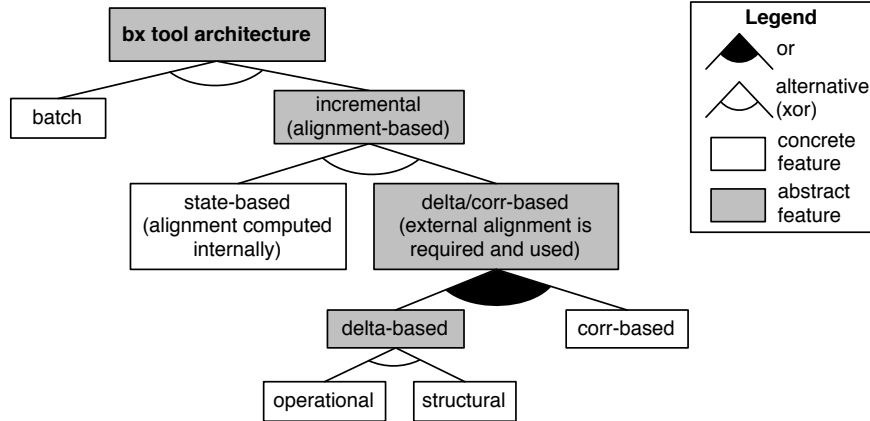 bx tool architecture
batch
incremental
(alignment-based)
state-based
(alignment computed
internally)
delta/corr-based
(external alignment is
required and used)
delta-based
corr-based
operational
structural
Legend
or
alternative
(xor)
concrete
feature
abstract
feature